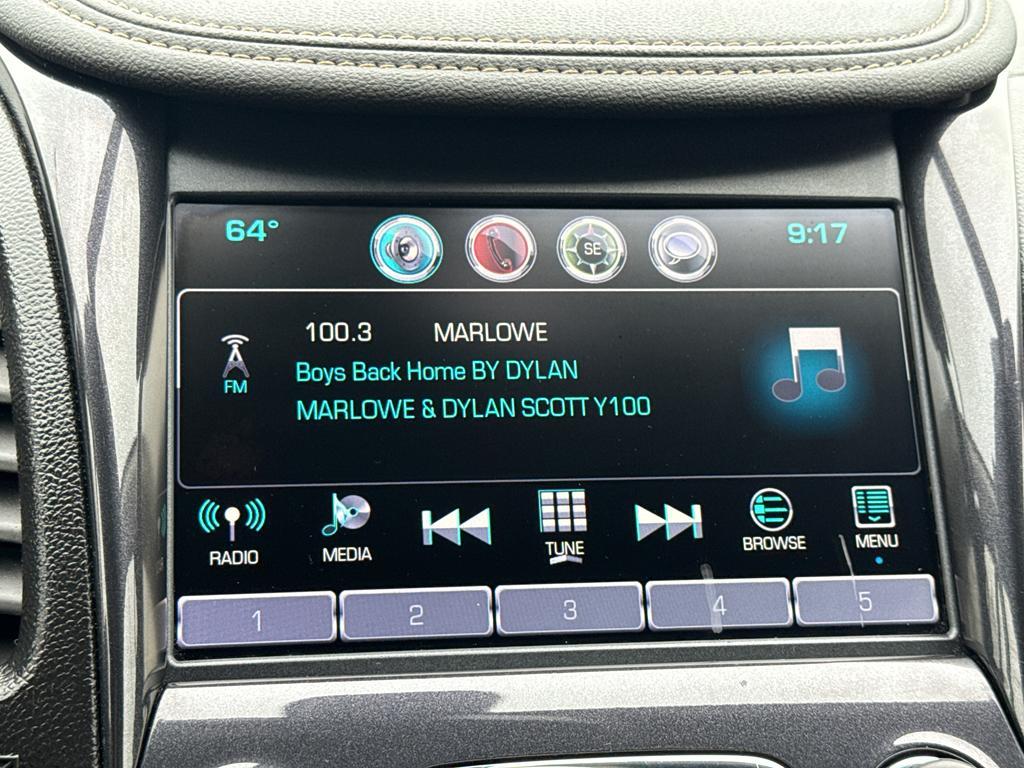 64° SE 9:17
100.3 MARLOWE
FM Boys Back Home BY DYLAN
MARLOWE & DYLAN SCOTT Y100
RADIO MEDIA TUNE BROWSE MENU
1 2 3 4 5